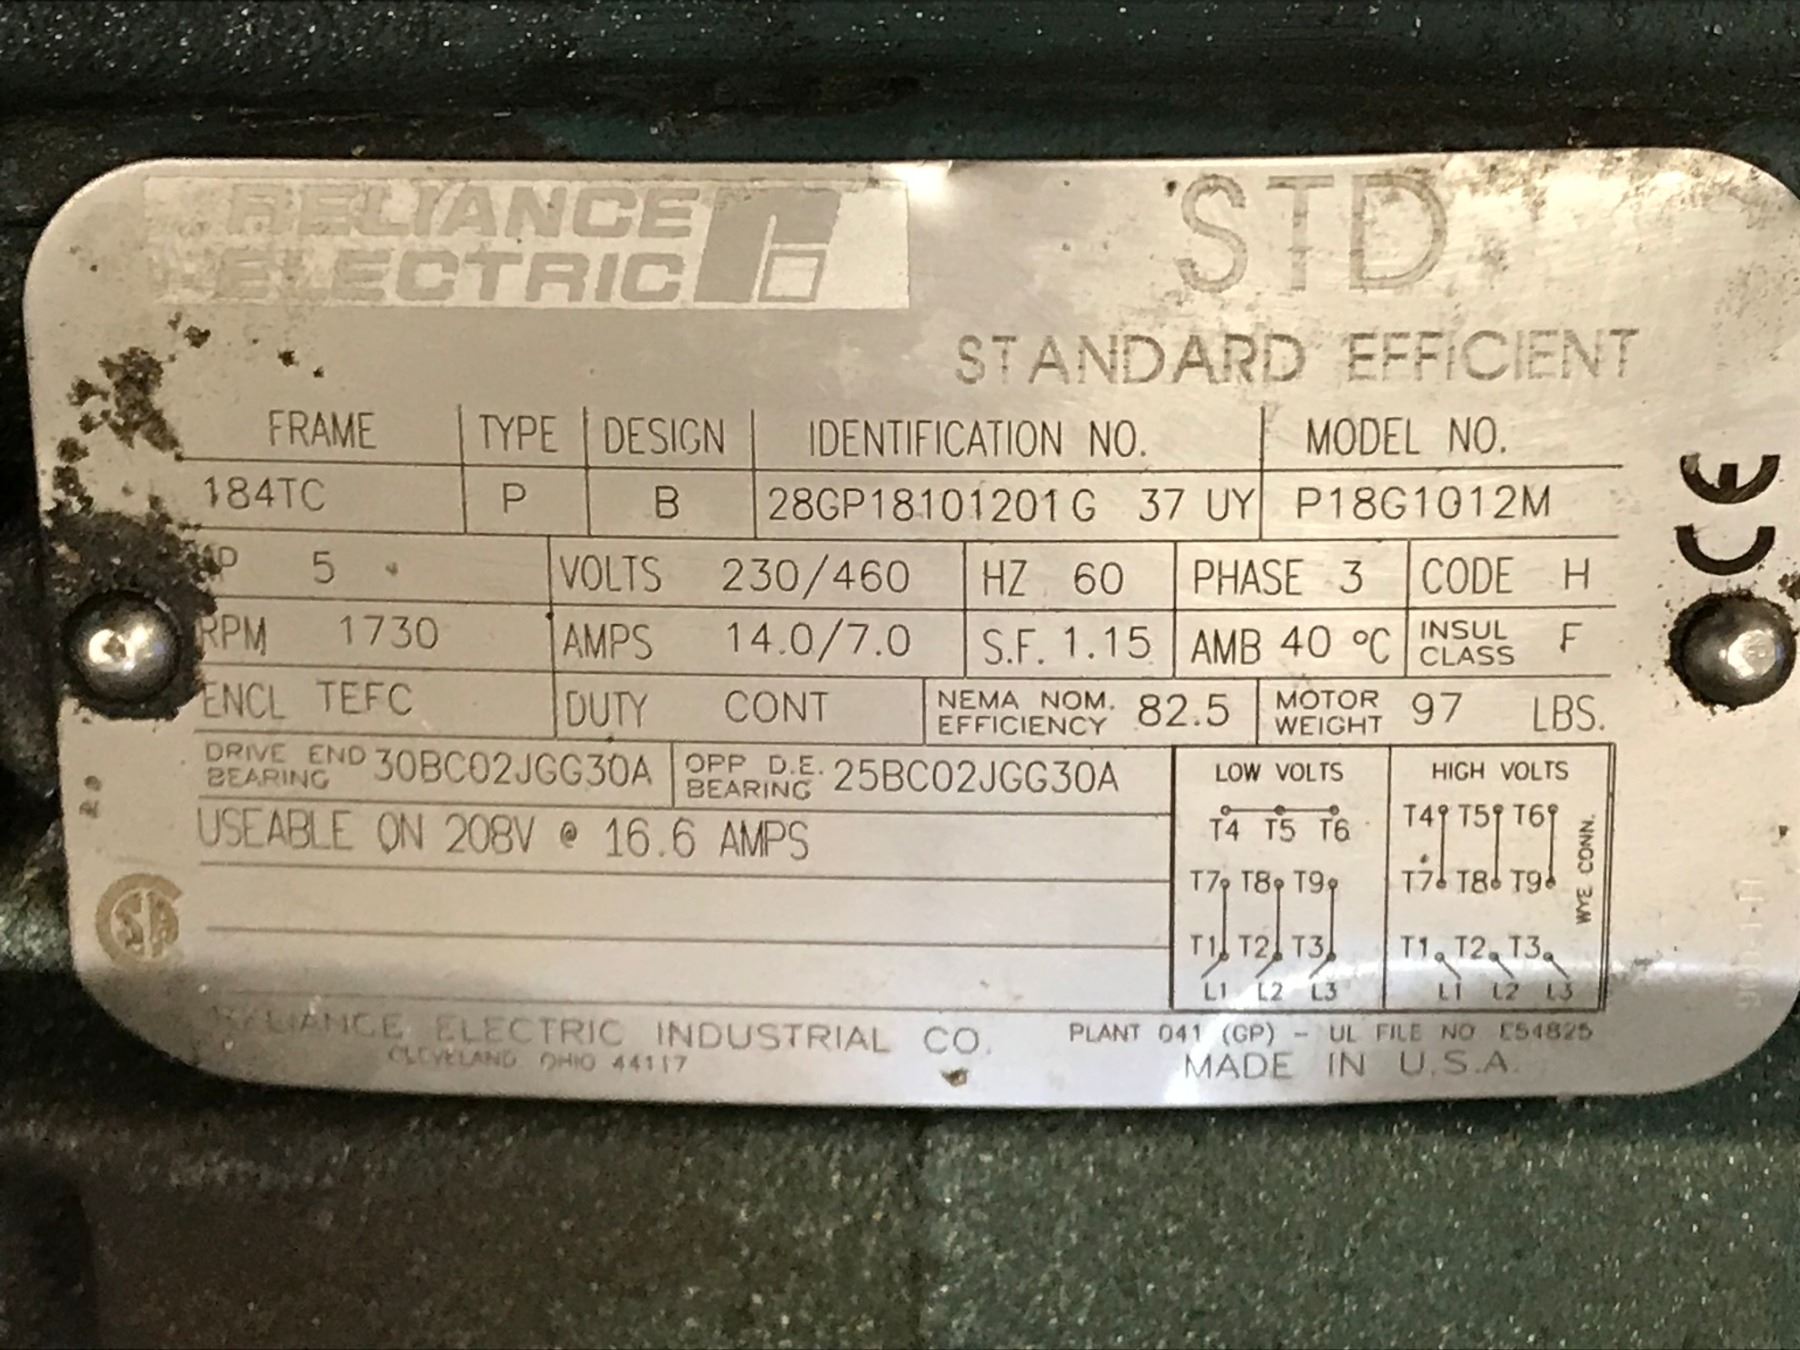 RELIANCE
ELECTRIC
STD
STANDARD EFFICIENT
FRAME TYPE DESIGN IDENTIFICATION NO. MODEL NO.
184TC P B 28GP18101201G 37 UY P18G1012M
5 VOLTS 230/460 HZ 60 PHASE 3 CODE H
RPM 1730 AMPS 14.0/7.0 S.F. 1.15 AMB 40 °C INSUL CLASS F
ENCL TEFC DUTY CONT NEMA NOM. EFFICIENCY 82.5 MOTOR WEIGHT 97 LBS.
DRIVE END BEARING 30BC02JGG30A OPP D.E. BEARING 25BC02JGG30A
USEABLE ON 208V @ 16.6 AMPS
LOW VOLTS HIGH VOLTS
T4 T5 T6 T4 T5 T6
T7 T8 T9 T7 T8 T9
T1 T2 T3 T1 T2 T3
L1 L2 L3 L1 L2 L3
WYE CONN.
CE
SA
RELIANCE ELECTRIC INDUSTRIAL CO.
CLEVELAND, OHIO 44117
PLANT 041 (GP) - UL FILE NO E54825
MADE IN U.S.A.